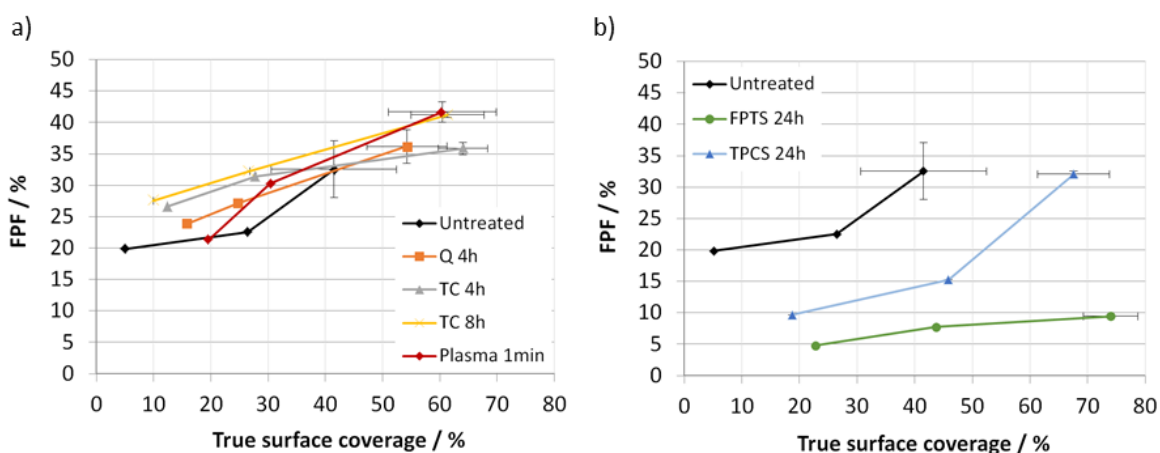 a)
50
45
40
35
30
25
20
15
10
5
0
FPF / %
Untreated
Q 4h
TC 4h
TC 8h
Plasma 1min
0 10 20 30 40 50 60 70 80
True surface coverage / %
b)
50
45
40
35
30
25
20
15
10
5
0
FPF / %
Untreated
FPTS 24h
TPCS 24h
0 10 20 30 40 50 60 70 80
True surface coverage / %